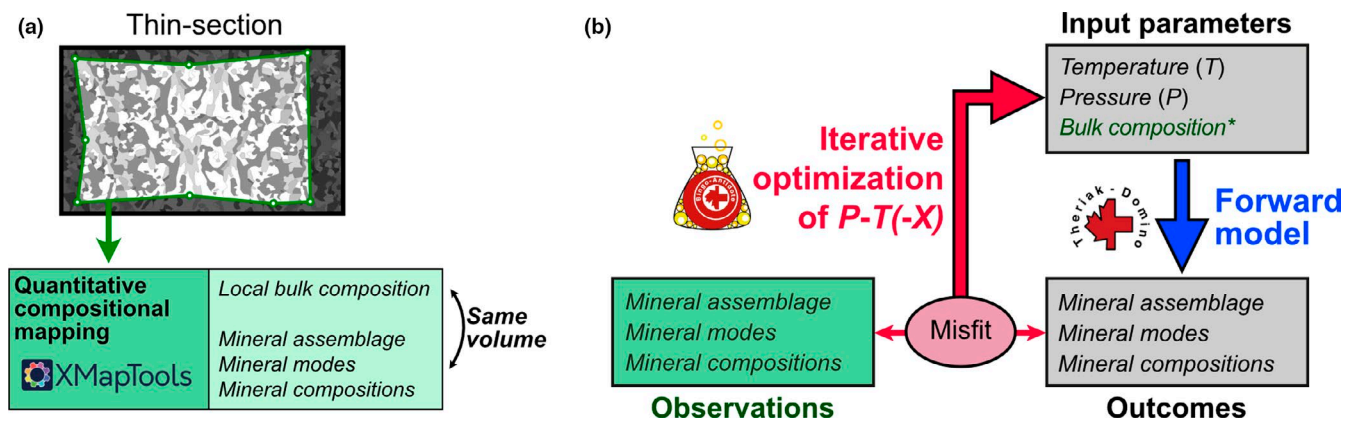 (a)
Thin-section
Quantitative
compositional
mapping
XMapTools
Local bulk composition
Mineral assemblage
Mineral modes
Mineral compositions
Same
volume
(b)
Input parameters
Temperature (T)
Pressure (P)
Bulk composition*
Iterative
optimization
of P-T(-X)
Bingo-Antidote
Theriak-Domino
Forward
model
Mineral assemblage
Mineral modes
Mineral compositions
Observations
Misfit
Mineral assemblage
Mineral modes
Mineral compositions
Outcomes